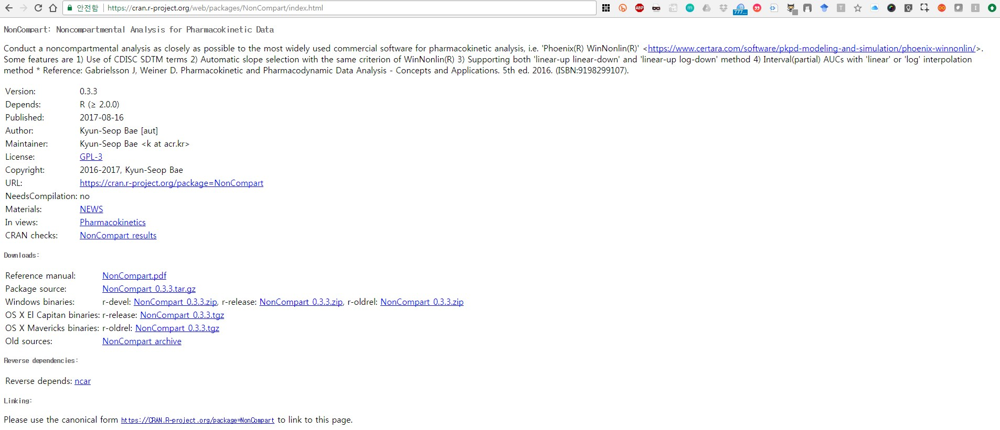 안전함 https://cran.r-project.org/web/packages/NonCompart/index.html
ABP m 777... T I
NonCompart: Noncompartmental Analysis for Pharmacokinetic Data
Conduct a noncompartmental analysis as closely as possible to the most widely used commercial software for pharmacokinetic analysis, i.e. 'Phoenix(R) WinNonlin(R)' <https://www.certara.com/software/pkpd-modeling-and-simulation/phoenix-winnonlin/>.
Some features are 1) Use of CDISC SDTM terms 2) Automatic slope selection with the same criterion of WinNonlin(R) 3) Supporting both 'linear-up linear-down' and 'linear-up log-down' method 4) Interval(partial) AUCs with 'linear' or 'log' interpolation
method * Reference: Gabrielsson J, Weiner D. Pharmacokinetic and Pharmacodynamic Data Analysis - Concepts and Applications. 5th ed. 2016. (ISBN:9198299107).
Version: 0.3.3
Depends: R (≥ 2.0.0)
Published: 2017-08-16
Author: Kyun-Seop Bae [aut]
Maintainer: Kyun-Seop Bae <k at acr.kr>
License: GPL-3
Copyright: 2016-2017, Kyun-Seop Bae
URL: https://cran.r-project.org/package=NonCompart
NeedsCompilation: no
Materials: NEWS
In views: Pharmacokinetics
CRAN checks: NonCompart results
Downloads:
Reference manual: NonCompart.pdf
Package source: NonCompart_0.3.3.tar.gz
Windows binaries: r-devel: NonCompart_0.3.3.zip, r-release: NonCompart_0.3.3.zip, r-oldrel: NonCompart_0.3.3.zip
OS X El Capitan binaries: r-release: NonCompart_0.3.3.tgz
OS X Mavericks binaries: r-oldrel: NonCompart_0.3.3.tgz
Old sources: NonCompart archive
Reverse dependencies:
Reverse depends: ncar
Linking:
Please use the canonical form https://CRAN.R-project.org/package=NonCompart to link to this page.